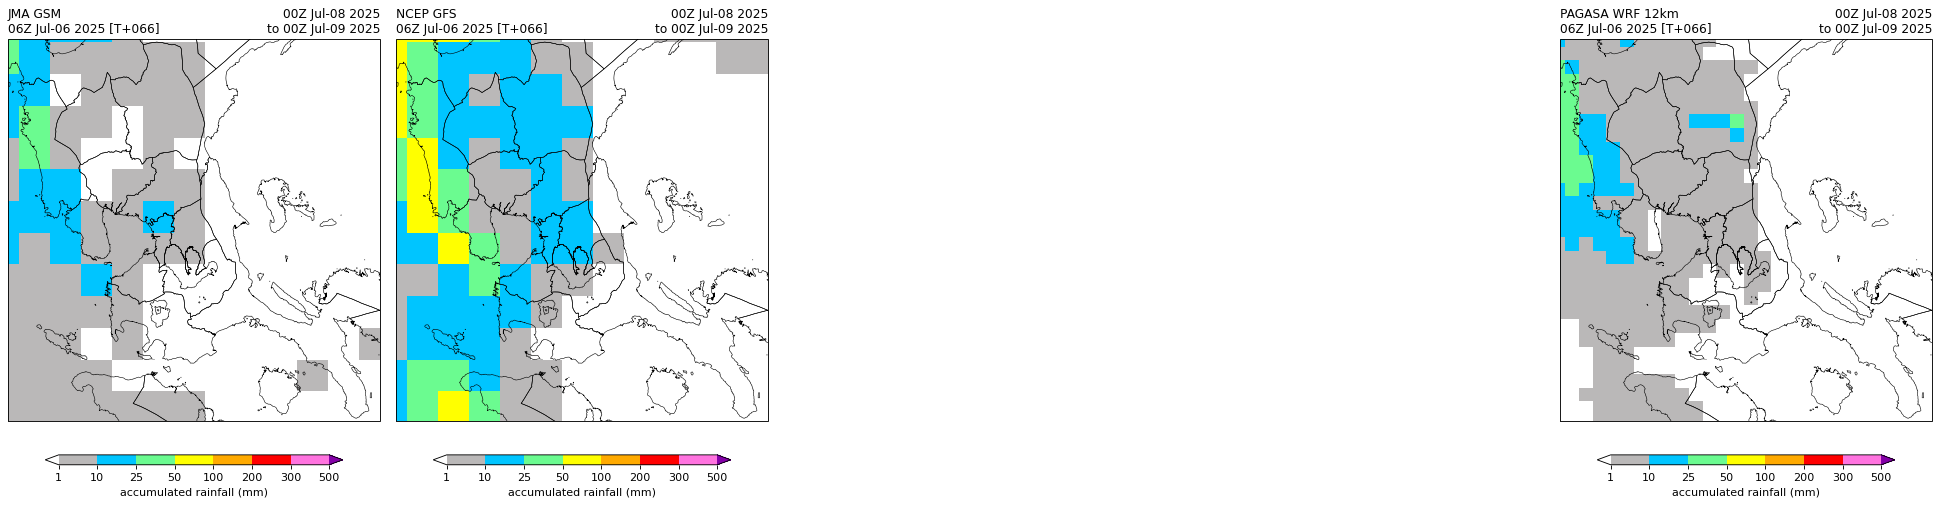 JMA GSM 00Z Jul-08 2025
06Z Jul-06 2025 [T+066] to 00Z Jul-09 2025
1 10 25 50 100 200 300 500
accumulated rainfall (mm)
NCEP GFS 00Z Jul-08 2025
06Z Jul-06 2025 [T+066] to 00Z Jul-09 2025
1 10 25 50 100 200 300 500
accumulated rainfall (mm)
PAGASA WRF 12km 00Z Jul-08 2025
06Z Jul-06 2025 [T+066] to 00Z Jul-09 2025
1 10 25 50 100 200 300 500
accumulated rainfall (mm)